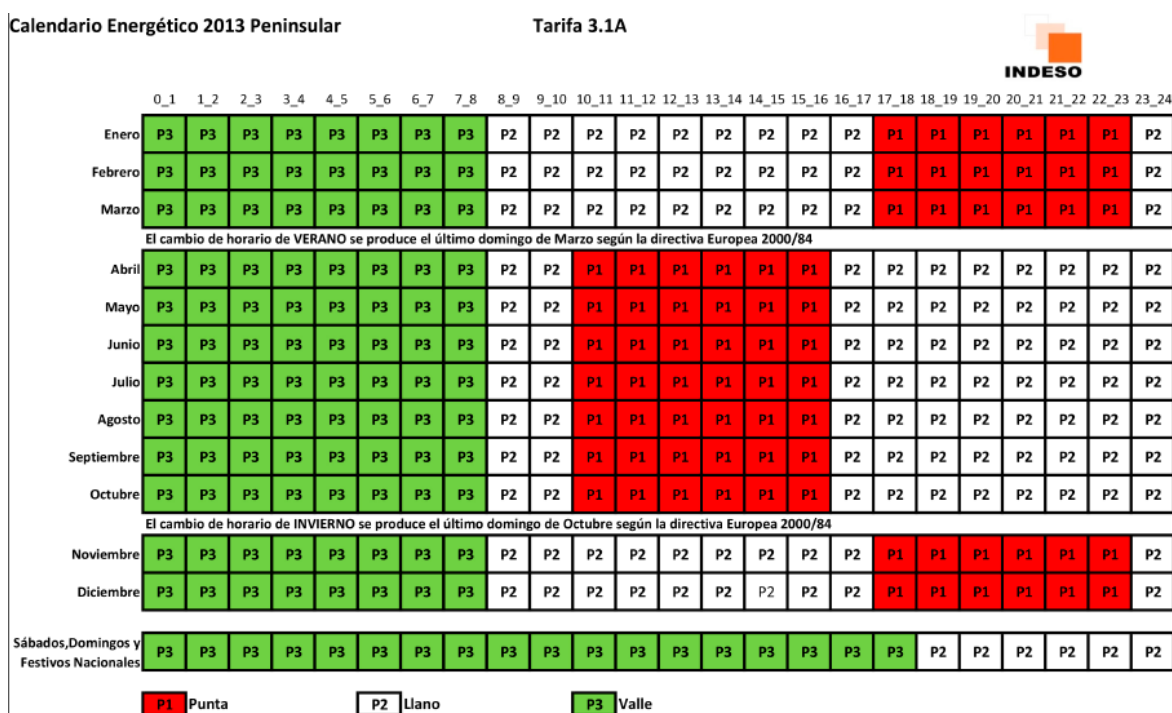 Calendario Energético 2013 Peninsular Tarifa 3.1A
INDESO
0_1 1_2 2_3 3_4 4_5 5_6 6_7 7_8 8_9 9_10 10_11 11_12 12_13 13_14 14_15 15_16 16_17 17_18 18_19 19_20 20_21 21_22 22_23 23_24
Enero P3 P3 P3 P3 P3 P3 P3 P3 P2 P2 P2 P2 P2 P2 P2 P2 P2 P1 P1 P1 P1 P1 P1 P2
Febrero P3 P3 P3 P3 P3 P3 P3 P3 P2 P2 P2 P2 P2 P2 P2 P2 P2 P1 P1 P1 P1 P1 P1 P2
Marzo P3 P3 P3 P3 P3 P3 P3 P3 P2 P2 P2 P2 P2 P2 P2 P2 P2 P1 P1 P1 P1 P1 P1 P2
El cambio de horario de VERANO se produce el último domingo de Marzo según la directiva Europea 2000/84
Abril P3 P3 P3 P3 P3 P3 P3 P3 P2 P2 P1 P1 P1 P1 P1 P1 P2 P2 P2 P2 P2 P2 P2 P2
Mayo P3 P3 P3 P3 P3 P3 P3 P3 P2 P2 P1 P1 P1 P1 P1 P1 P2 P2 P2 P2 P2 P2 P2 P2
Junio P3 P3 P3 P3 P3 P3 P3 P3 P2 P2 P1 P1 P1 P1 P1 P1 P2 P2 P2 P2 P2 P2 P2 P2
Julio P3 P3 P3 P3 P3 P3 P3 P3 P2 P2 P1 P1 P1 P1 P1 P1 P2 P2 P2 P2 P2 P2 P2 P2
Agosto P3 P3 P3 P3 P3 P3 P3 P3 P2 P2 P1 P1 P1 P1 P1 P1 P2 P2 P2 P2 P2 P2 P2 P2
Septiembre P3 P3 P3 P3 P3 P3 P3 P3 P2 P2 P1 P1 P1 P1 P1 P1 P2 P2 P2 P2 P2 P2 P2 P2
Octubre P3 P3 P3 P3 P3 P3 P3 P3 P2 P2 P1 P1 P1 P1 P1 P1 P2 P2 P2 P2 P2 P2 P2 P2
El cambio de horario de INVIERNO se produce el último domingo de Octubre según la directiva Europea 2000/84
Noviembre P3 P3 P3 P3 P3 P3 P3 P3 P2 P2 P2 P2 P2 P2 P2 P2 P2 P1 P1 P1 P1 P1 P1 P2
Diciembre P3 P3 P3 P3 P3 P3 P3 P3 P2 P2 P2 P2 P2 P2 P2 P2 P2 P1 P1 P1 P1 P1 P1 P2
Sábados,Domingos y
Festivos Nacionales P3 P3 P3 P3 P3 P3 P3 P3 P3 P3 P3 P3 P3 P3 P3 P3 P3 P3 P2 P2 P2 P2 P2 P2
P1 Punta P2 Llano P3 Valle